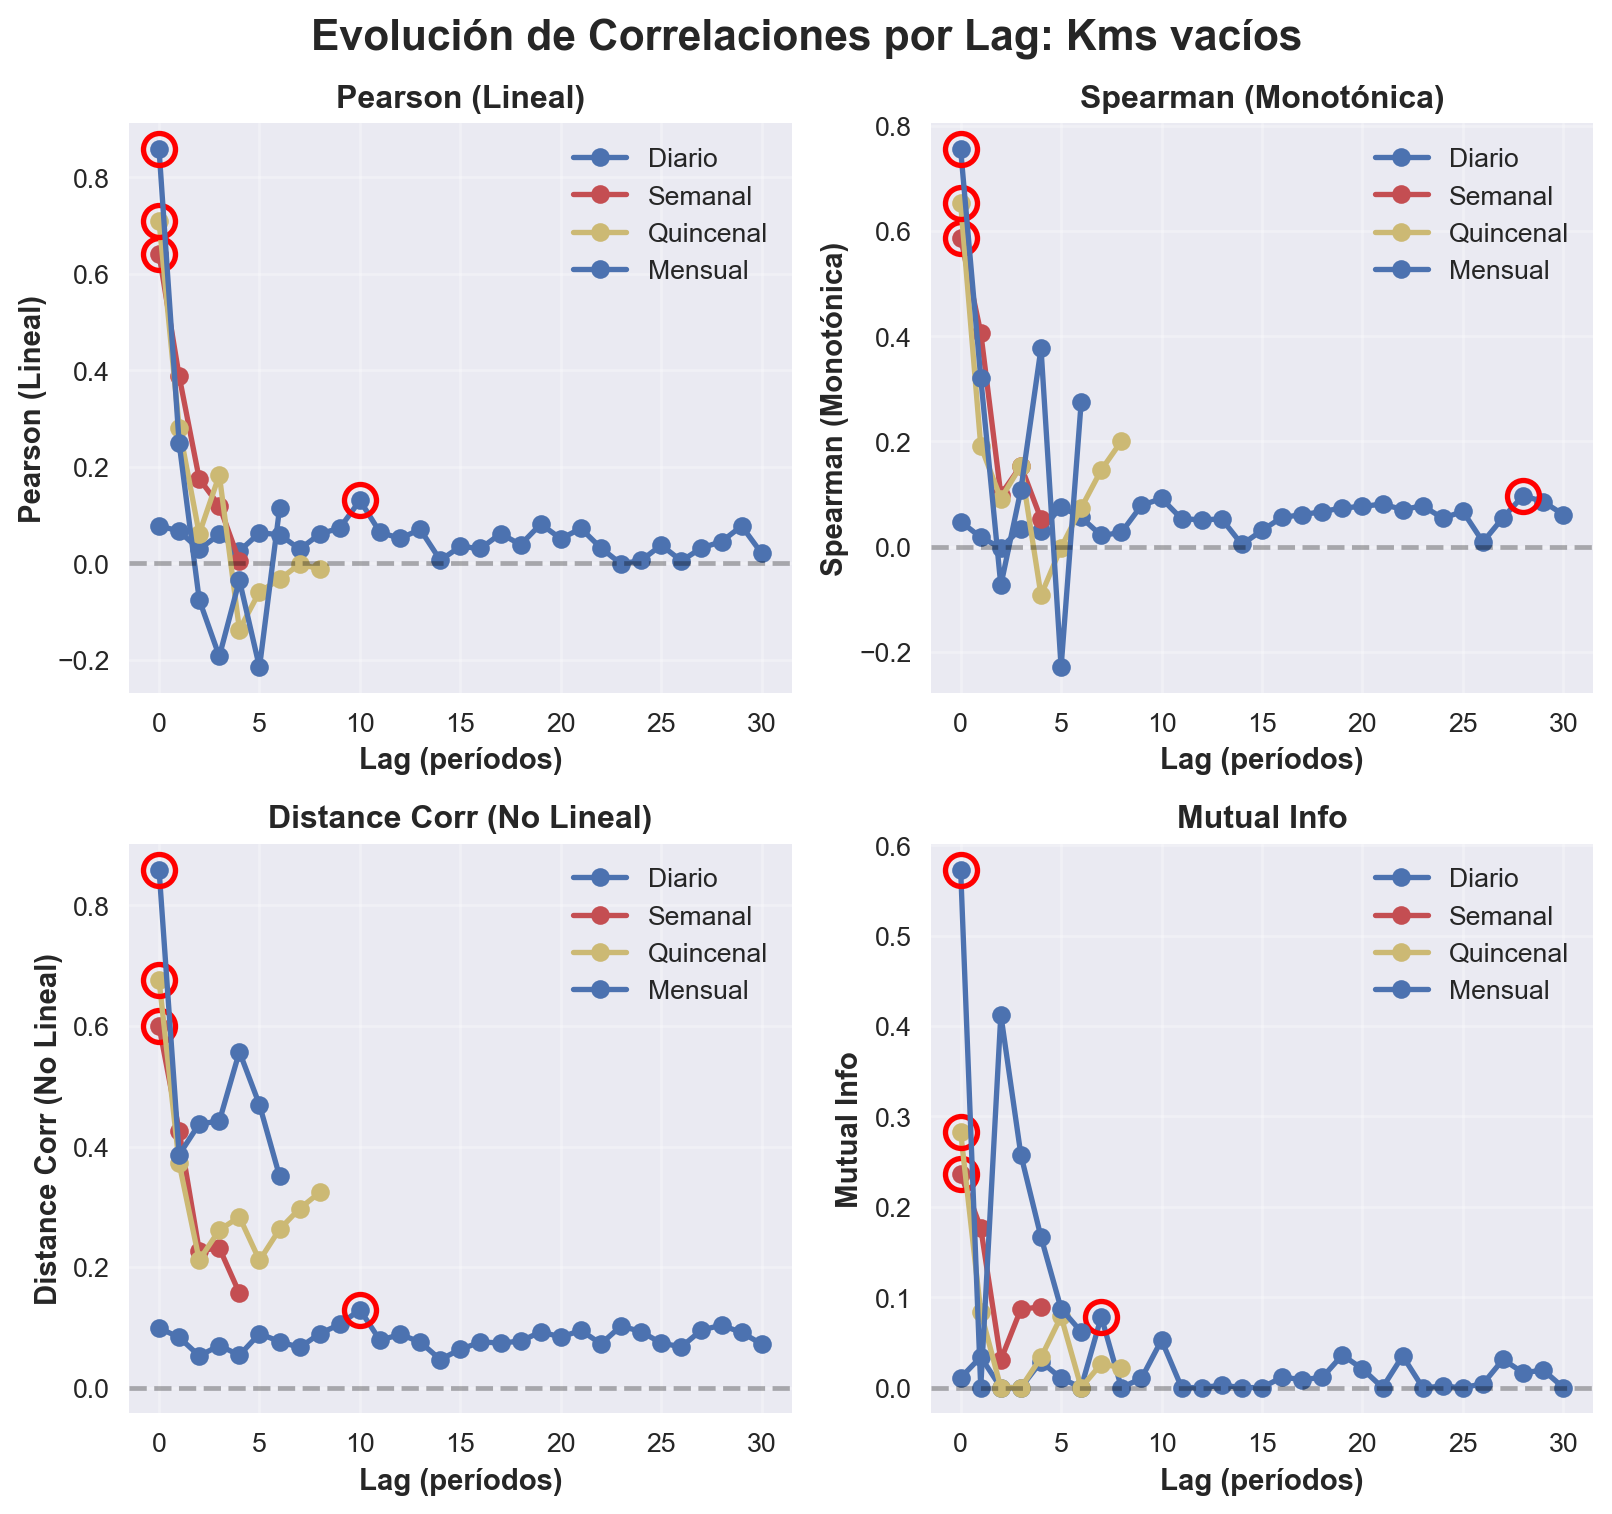 Evolución de Correlaciones por Lag: Kms vacíos
Pearson (Lineal)
Pearson (Lineal)
0.8
0.6
0.4
0.2
0.0
−0.2
Diario
Semanal
Quincenal
Mensual
0 5 10 15 20 25 30
Lag (períodos)
Spearman (Monotónica)
Spearman (Monotónica)
0.8
0.6
0.4
0.2
0.0
−0.2
Diario
Semanal
Quincenal
Mensual
0 5 10 15 20 25 30
Lag (períodos)
Distance Corr (No Lineal)
Distance Corr (No Lineal)
0.8
0.6
0.4
0.2
0.0
Diario
Semanal
Quincenal
Mensual
0 5 10 15 20 25 30
Lag (períodos)
Mutual Info
Mutual Info
0.6
0.5
0.4
0.3
0.2
0.1
0.0
Diario
Semanal
Quincenal
Mensual
0 5 10 15 20 25 30
Lag (períodos)